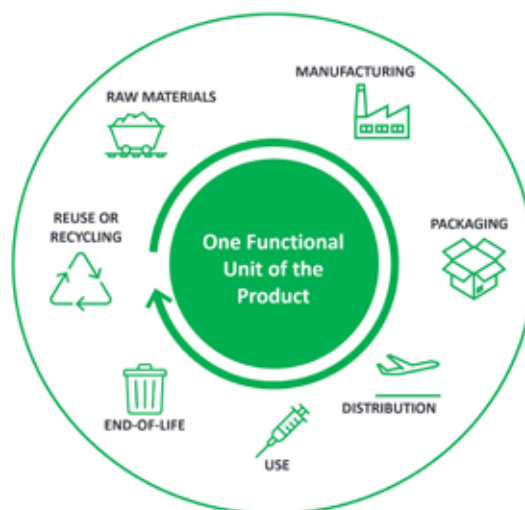 MANUFACTURING
RAW MATERIALS
REUSE OR
RECYCLING
One Functional
Unit of the
Product
PACKAGING
DISTRIBUTION
END-OF-LIFE
USE